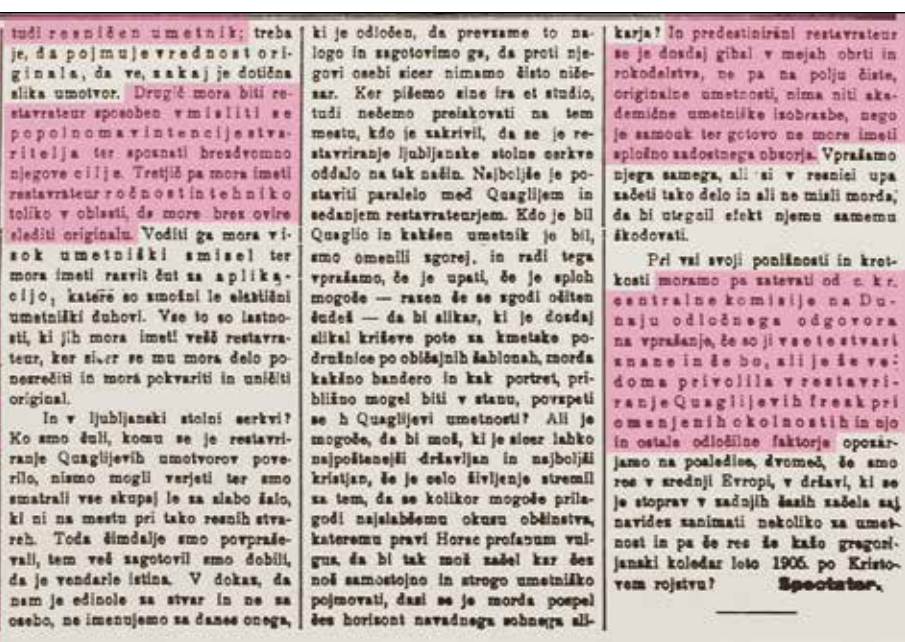 tudi resničen umetnik; treba
je, da pojmuje vrednost ori-
ginala, da ve, zakaj je dotična
slika umotvor. Drugič mora biti re-
stavrateur sposoben vmisliti se
popolnoma v intencije stva-
ritelja ter spoznati brezdvomno
njegove cilje. Tretjič pa mora imeti
restavrateur ročnost in tehniko
toliko v oblasti, da more brez ovire
slediti originalu. Voditi ga mora vi-
sok umetniški smisel ter
mora imeti razvit čut za aplika-
cijo, katere so zmožni le elastični
umetniški duhovi. Vse to so lastno-
sti, ki jih mora imeti vešč restavra-
teur, ker sicer se mu mora delo po-
nesrečiti in mora pokvariti in uničiti
original.
In v ljubljanski stolni cerkvi?
Ko smo čuli, komu se je restavri-
ranje Quaglijevih umotvorov pove-
rilo, nismo mogli verjeti ter smo
smatrali vse skupaj le za slabo šalo,
ki ni na mestu pri tako resnih stva-
reh. Toda čimdalje smo povpraše-
vali, tem več zagotovil smo dobili,
da je vendarle istina. V dokaz, da
nam je edinole za stvar in ne za
osebo, ne imenujemo za danes onega,
ki je odločen, da prevzame to na-
logo in zagotovimo ga, da proti nje-
govi osebi sicer nimamo čisto niče-
sar. Ker pišemo sine ira et studio,
tudi nečemo preiskovati na tem
mestu, kdo je zakrivil, da se je re-
stavriranje ljubljanske stolne cerkve
oddalo na tak način. Najboljše je po-
staviti paralelo med Quaglijem in
sedanjem restavrateurjem. Kdo je bil
Quaglio in kakšen umetnik je bil,
smo omenili zgorej, in radi tega
vprašamo, če je upati, če je sploh
mogoče — razen če se zgodi očiten
čudež — da bi slikar, ki je dozdaj
slikal križeve pote za kmetske po-
družnice po običajnih šablonah, morda
kakšno bandero in kak portret, pri-
bližno mogel biti v stanu, povzpeti
se h Quaglijevi umetnosti? Ali je
mogoče, da bi mož, ki je sicer lahko
najpoštenejši državljan in najboljši
kristjan, če je celo življenje stremil
za tem, da se kolikor mogoče prila-
godi najslabšemu okusu občinstva,
kateremu pravi Horac profanum vul-
gus, da bi tak mož začel kar čez
noč samostojno in strogo umetniško
pojmovati, dasi se je morda pospel
čez horizont navadnega sobnega sli-
karja? In predestinirani restavrateur
se je dozdaj gibal v mejah obrti in
rokodelstva, ne pa na polju čiste,
originalne umetnosti, nima niti aka-
demične umetniške izobrazbe, nego
je samouk ter gotovo ne more imeti
splošno zadostnega obzorja. Vprašamo
njega samega, ali si v resnici upa
začeti tako delo in ali ne misli morda,
da bi utegnil efekt njemu samemu
škodovati.
Pri vsi svoji ponižnosti in krot-
kosti moramo pa zahtevati od c. kr.
centralne komisije na Du-
naju odločnega odgovora
na vprašanje, če so ji vse te stvari
znane in če bo, ali je še ve-
doma privolila v restavri-
ranje Quaglijevih fresk pri
omenjenih okolnostih in njo
in ostale odločilne faktorje opozar-
jamo na posledice, dvomeč, če smo
res v srednji Evropi, v državi, ki se
je stoprav v zadnjih časih začela saj
navidez zanimati nekoliko za umet-
nost in pa če res še kažo gregori-
janski koledar leto 1906. po Kristo-
vem rojstvu? Spectator.